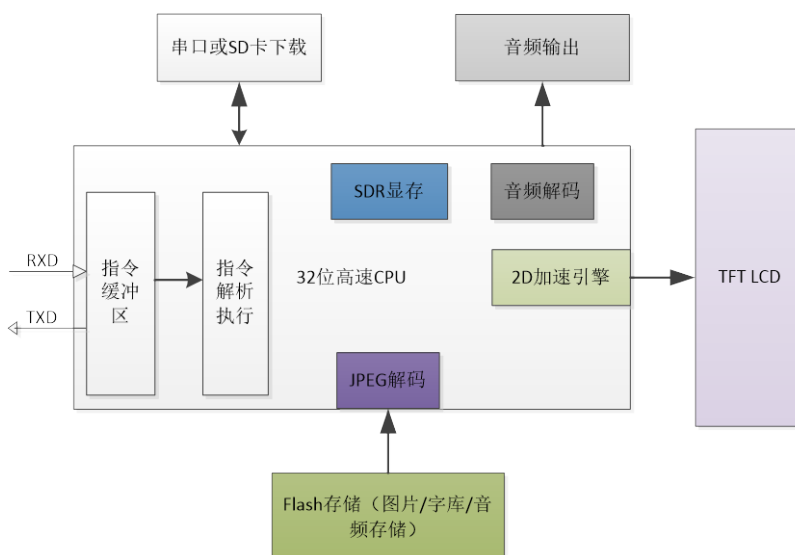 串口或SD卡下载
音频输出
SDR显存
音频解码
RXD
TXD
指令
缓冲
区
指令
解析
执行
32位高速CPU
2D加速引擎
TFT LCD
JPEG解码
Flash存储（图片/字库/音
频存储）